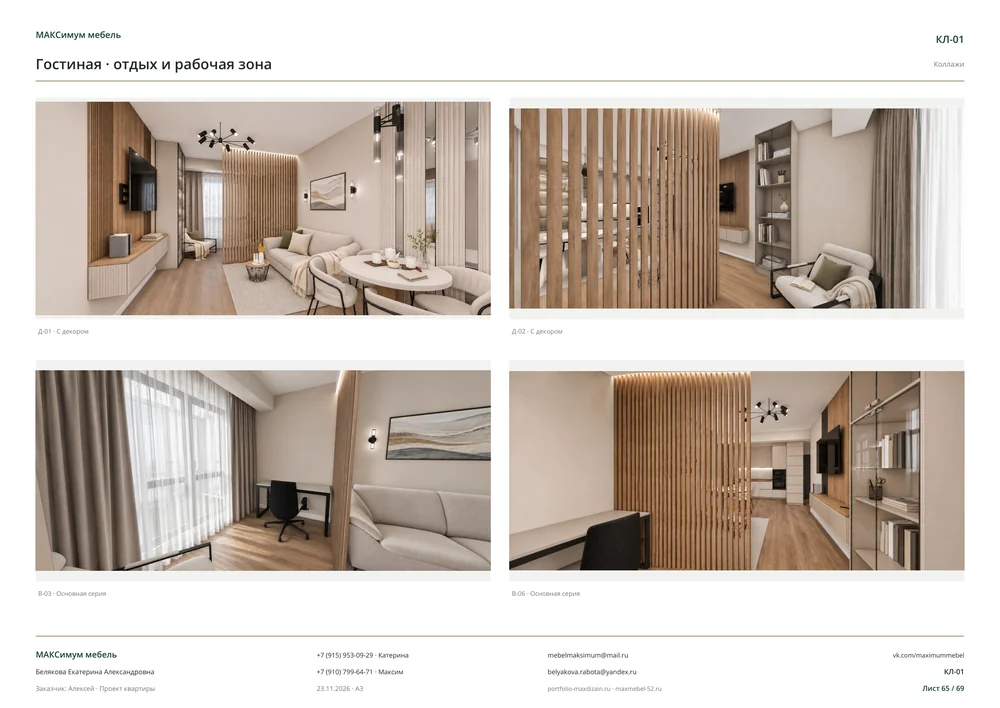 МАКСимум мебель
КЛ-01
Гостиная · отдых и рабочая зона
Коллажи
Д-01 · С декором
Д-02 · С декором
В-03 · Основная серия
В-06 · Основная серия
МАКСимум мебель
+7 (915) 953-09-29 · Катерина
mebelmaksimum@mail.ru
vk.com/maximummebel
Белякова Екатерина Александровна
+7 (910) 799-64-71 · Максим
belyakova.rabota@yandex.ru
КЛ-01
Заказчик: Алексей · Проект квартиры
23.11.2026 · А3
portfolio-maxdizain.ru · maxmebel-52.ru
Лист 65 / 69